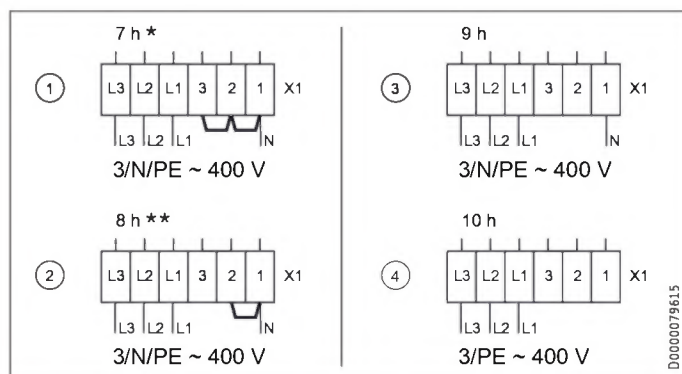 7 h *
1
L3 L2 L1 3 2 1 X1
L3 L2 L1 N
3/N/PE ~ 400 V
8 h **
2
L3 L2 L1 3 2 1 X1
L3 L2 L1 N
3/N/PE ~ 400 V
9 h
3
L3 L2 L1 3 2 1 X1
L3 L2 L1 N
3/N/PE ~ 400 V
10 h
4
L3 L2 L1 3 2 1 X1
L3 L2 L1
3/PE ~ 400 V
D0000079615